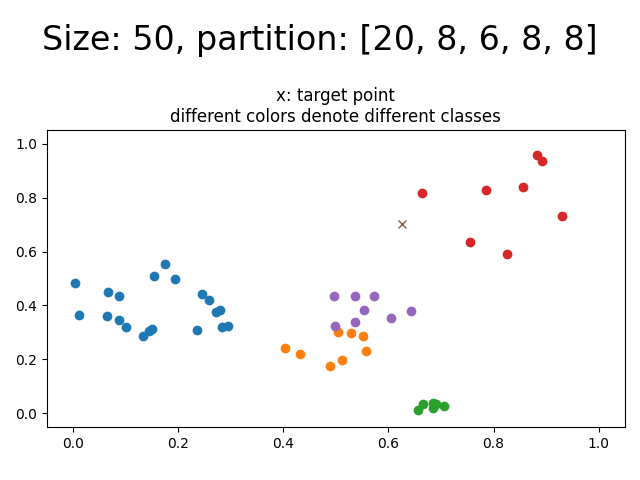 Size: 50, partition: [20, 8, 6, 8, 8]
x: target point
different colors denote different classes
1.0
0.8
0.6
0.4
0.2
0.0
0.0 0.2 0.4 0.6 0.8 1.0